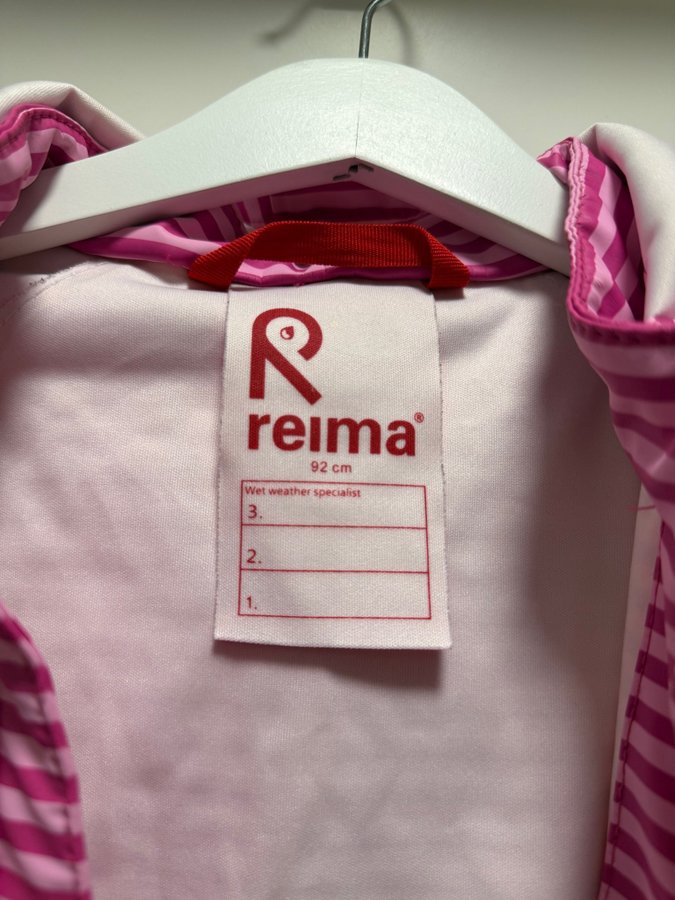 reima®
92 cm
Wet weather specialist
3.
2.
1.